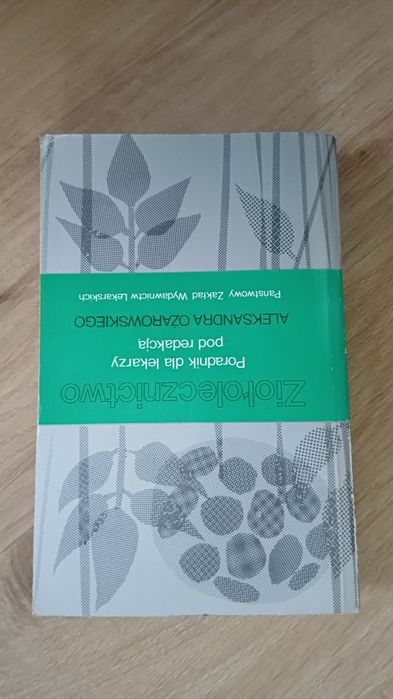 Ziołolecznictwo
Poradnik dla lekarzy
pod redakcją
ALEKSANDRA OŻAROWSKIEGO
Państwowy Zakład Wydawnictw Lekarskich